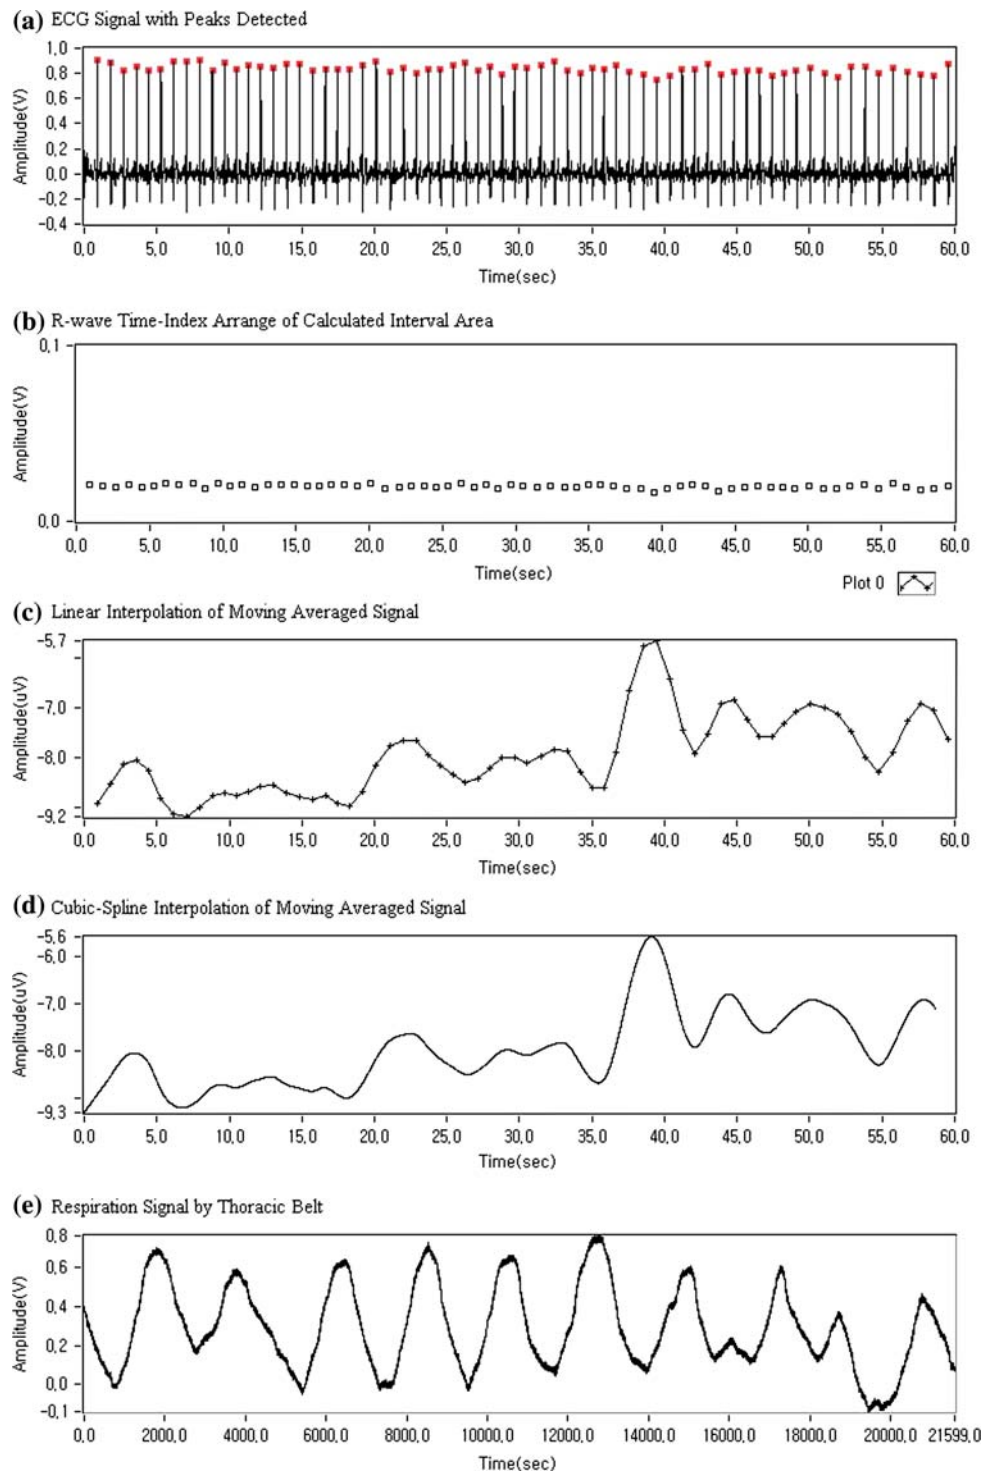 (a) ECG Signal with Peaks Detected
1,0
0,8
0,6
0,4
0,2
0,0
-0,2
-0,4
Amplitude(V)
0,0 5,0 10,0 15,0 20,0 25,0 30,0 35,0 40,0 45,0 50,0 55,0 60,0
Time(sec)
(b) R-wave Time-Index Arrange of Calculated Interval Area
0,1
0,0
Amplitude(V)
0,0 5,0 10,0 15,0 20,0 25,0 30,0 35,0 40,0 45,0 50,0 55,0 60,0
Time(sec)
Plot 0
(c) Linear Interpolation of Moving Averaged Signal
-5,7
-7,0
-8,0
-9,2
Amplitude(uV)
0,0 5,0 10,0 15,0 20,0 25,0 30,0 35,0 40,0 45,0 50,0 55,0 60,0
Time(sec)
(d) Cubic-Spline Interpolation of Moving Averaged Signal
-5,6
-6,0
-7,0
-8,0
-9,3
Amplitude(uV)
0,0 5,0 10,0 15,0 20,0 25,0 30,0 35,0 40,0 45,0 50,0 55,0 60,0
Time(sec)
(e) Respiration Signal by Thoracic Belt
0,8
0,6
0,4
0,2
0,0
-0,1
Amplitude(V)
0,0 2000,0 4000,0 6000,0 8000,0 10000,0 12000,0 14000,0 16000,0 18000,0 20000,0 21599,0
Time(sec)